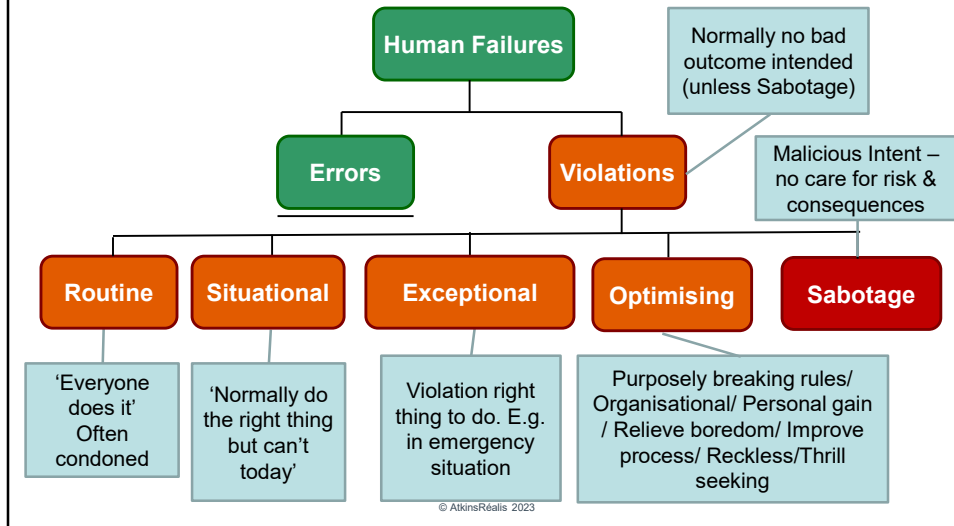 Human Failures
Normally no bad
outcome intended
(unless Sabotage)
Errors
Violations
Malicious Intent –
no care for risk &
consequences
Routine
Situational
Exceptional
Optimising
Sabotage
‘Everyone
does it’
Often
condoned
‘Normally do
the right thing
but can’t
today’
Violation right
thing to do. E.g.
in emergency
situation
Purposely breaking rules/
Organisational/ Personal gain
/ Relieve boredom/ Improve
process/ Reckless/Thrill
seeking
© AtkinsRéalis 2023